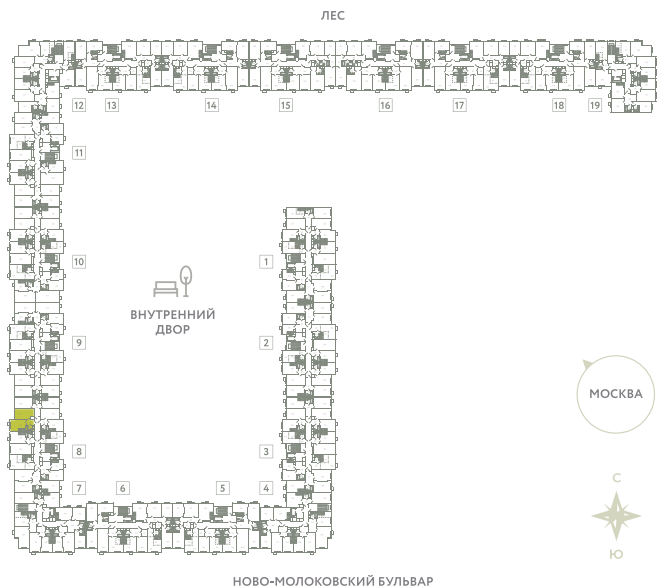 ЛЕС
12 13 14 15 16 17 18 19
11
10 1
ВНУТРЕННИЙ
ДВОР
9 2
МОСКВА
8 3
7 6 5 4
С
Ю
НОВО-МОЛОКОВСКИЙ БУЛЬВАР